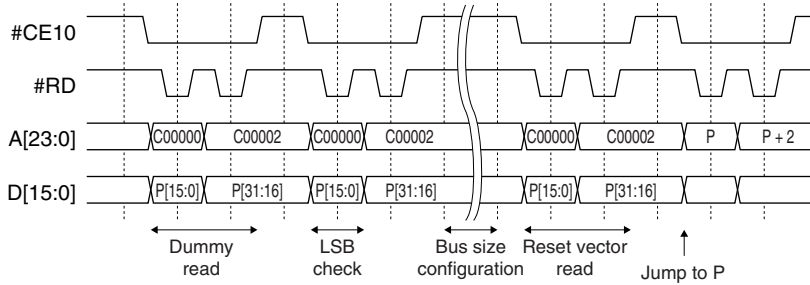 #CE10
#RD
A[23:0] C00000 C00002 C00000 C00002 C00000 C00002 P P + 2
D[15:0] P[15:0] P[31:16] P[15:0] P[31:16] P[15:0] P[31:16]
Dummy read
LSB check
Bus size configuration
Reset vector read
Jump to P